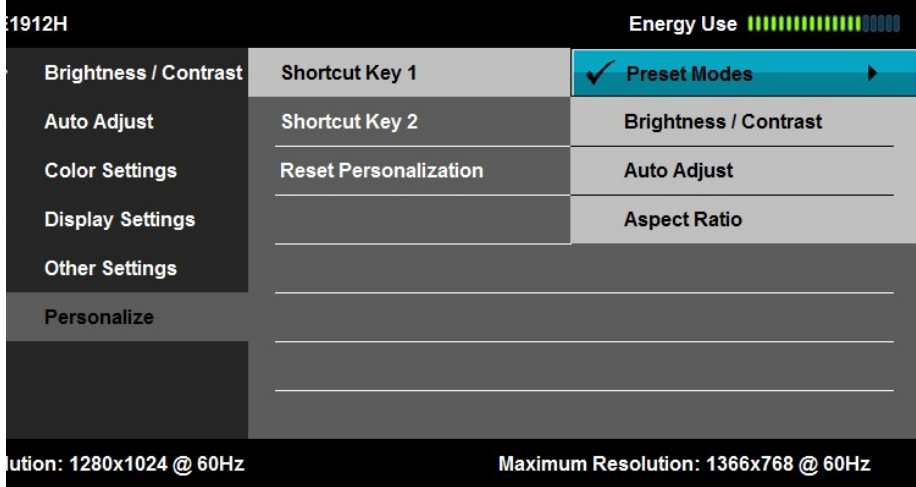 E1912H Energy Use
Brightness / Contrast Shortcut Key 1 Preset Modes
Auto Adjust Shortcut Key 2 Brightness / Contrast
Color Settings Reset Personalization Auto Adjust
Display Settings Aspect Ratio
Other Settings
Personalize
lution: 1280x1024 @ 60Hz Maximum Resolution: 1366x768 @ 60Hz